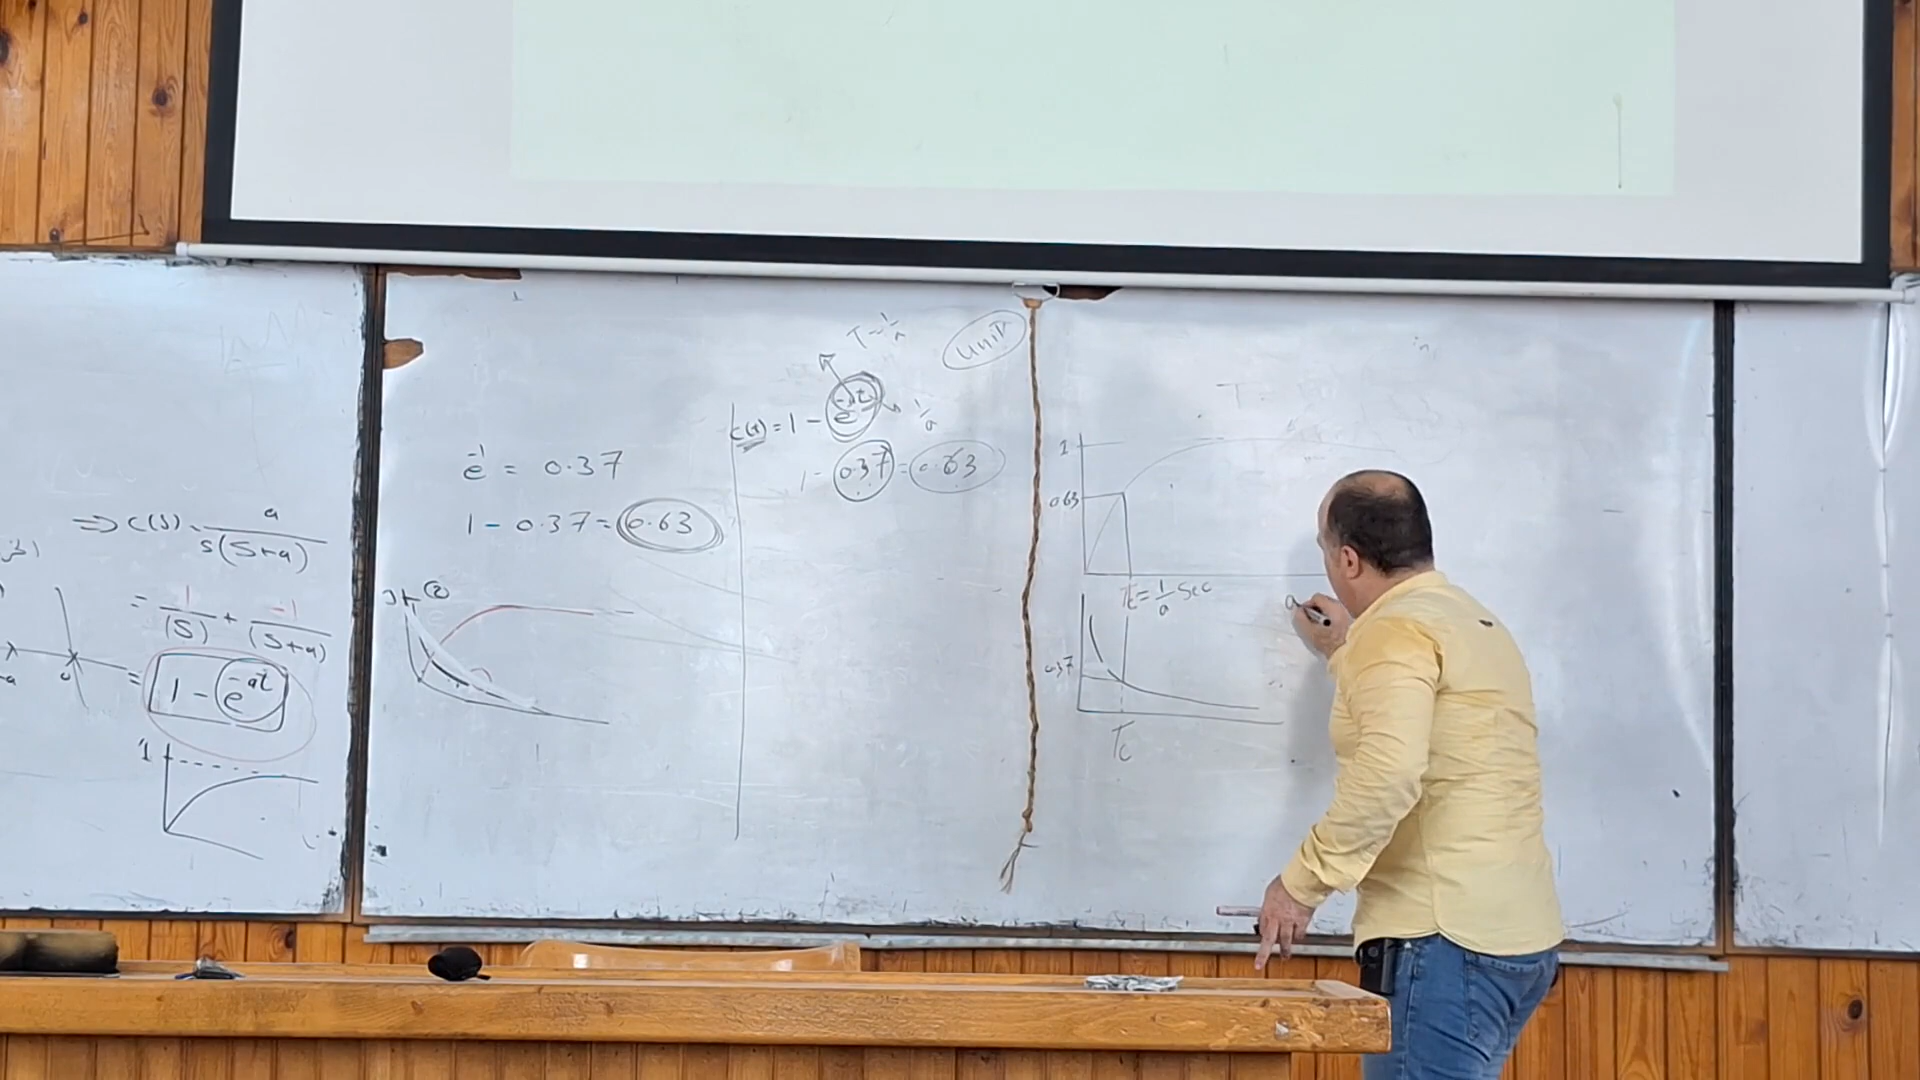 ⇒ C(S) = a / s(S+a)
= 1/(S) + -1/(S+a)
= 1 - e^-at
1
e^-1 = 0.37
1 - 0.37 = 0.63
T = 1/a
unit
C(t) = 1 - e^-at
1/a
1 - 0.37 = 0.63
1
0.63
Tc = 1/a Sec
a
0.37
Tc